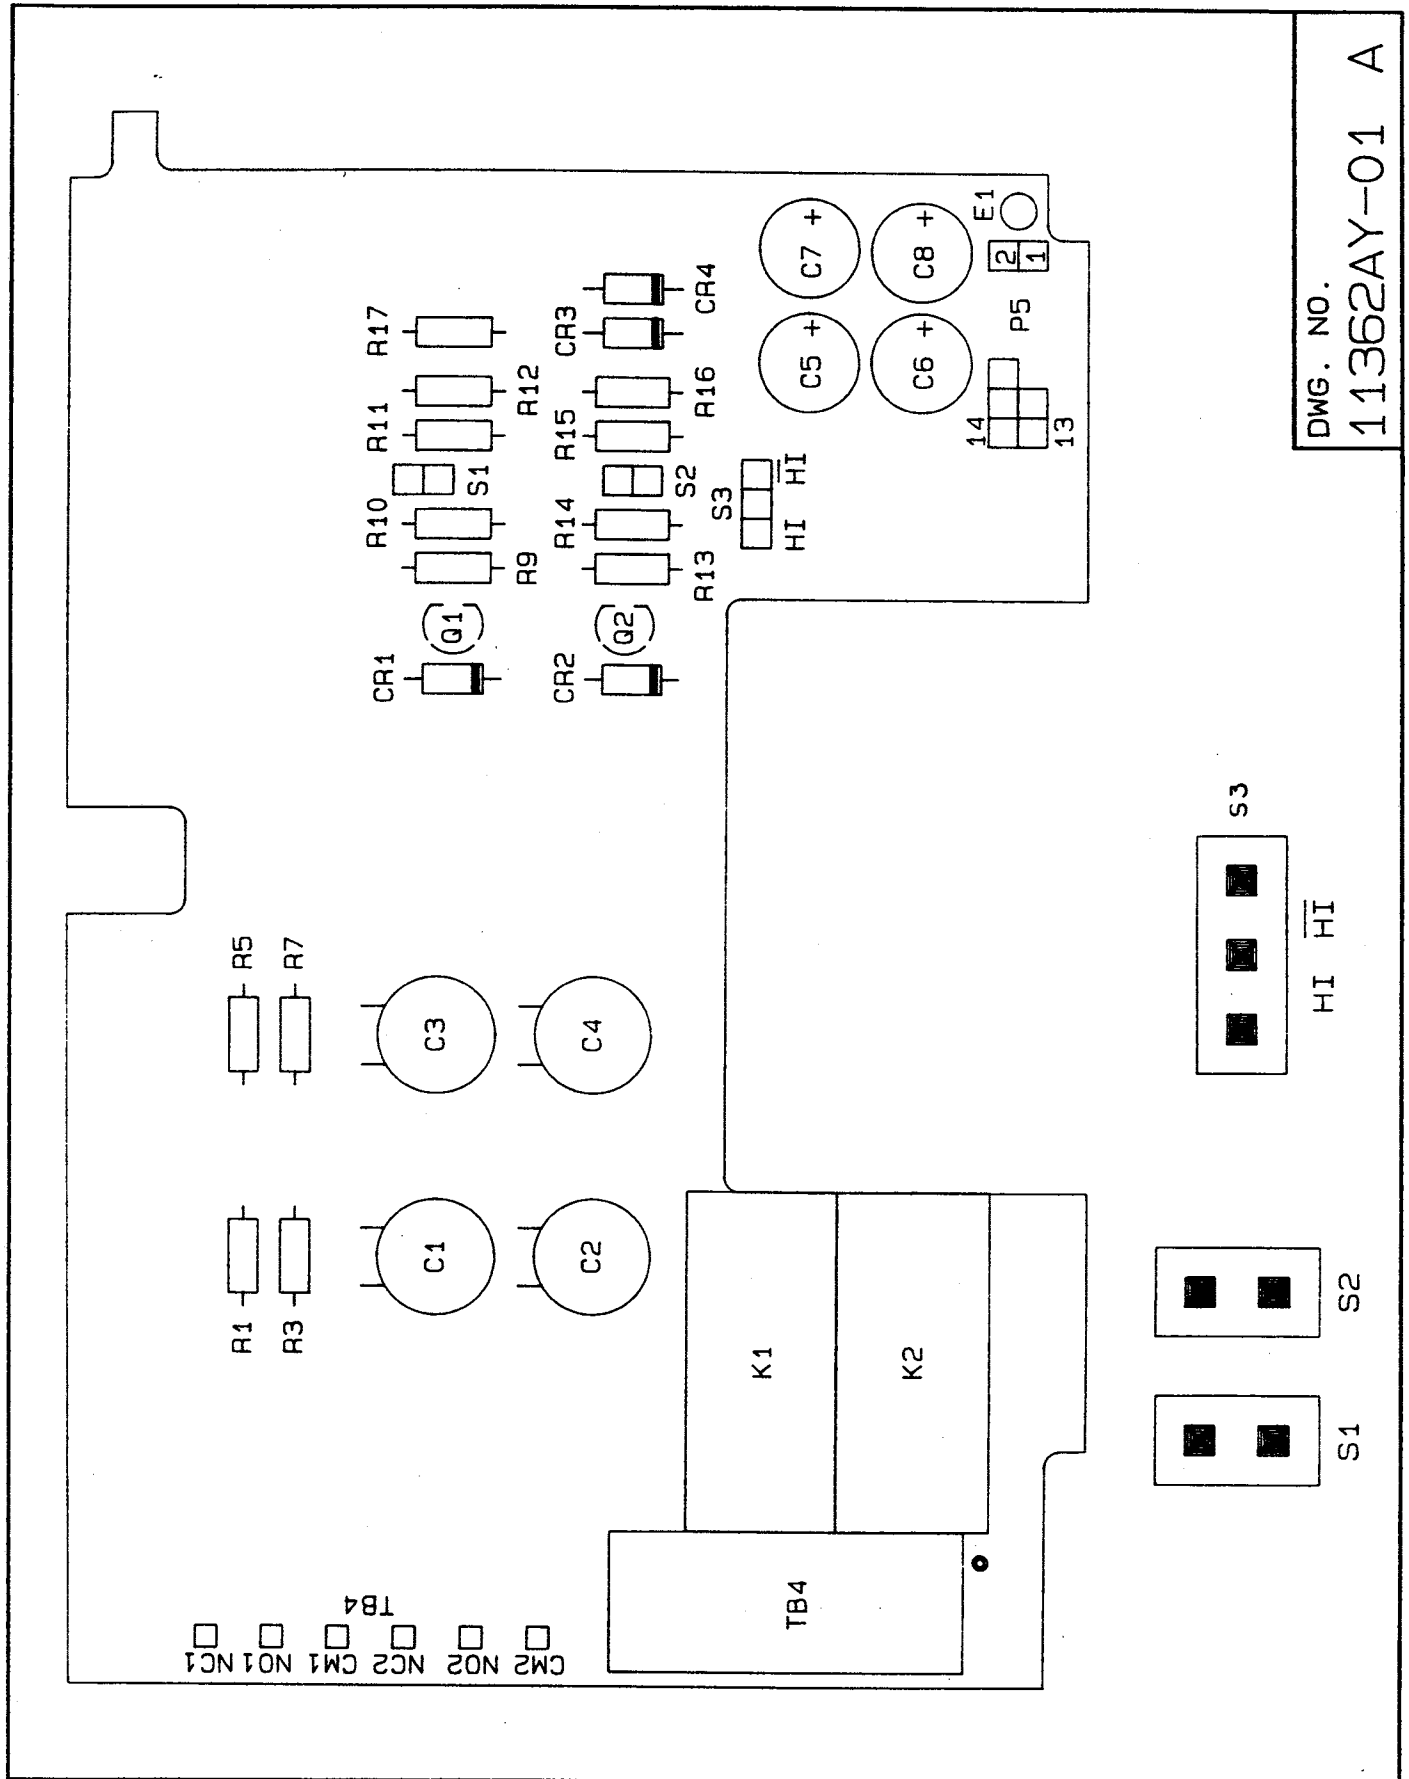 DWG. NO.
11362AY-01 A
R17
R11
R12
R10
S1
R9
Q1
CR1
CR3
CR4
R15
R16
R14
S2
R13
Q2
CR2
S3
HI
HI
C7
C8
C5
C6
E1
2
1
P5
14
13
R5
R7
C3
C4
R1
R3
C1
C2
K1
K2
TB4
TB4
NC1
NO1
CM1
NC2
NO2
CM2
S3
HI HI
S2
S1